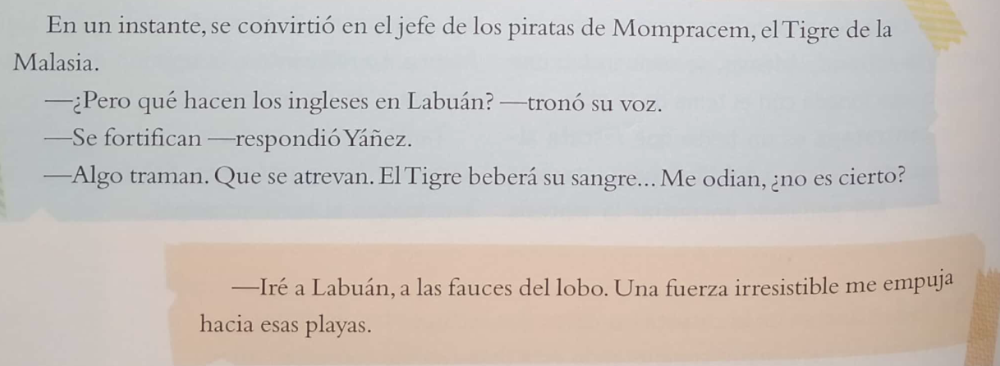 En un instante, se convirtió en el jefe de los piratas de Mompracem, el Tigre de la
Malasia.
—¿Pero qué hacen los ingleses en Labuán? —tronó su voz.
—Se fortifican —respondió Yáñez.
—Algo traman. Que se atrevan. El Tigre beberá su sangre... Me odian, ¿no es cierto?
—Iré a Labuán, a las fauces del lobo. Una fuerza irresistible me empuja
hacia esas playas.